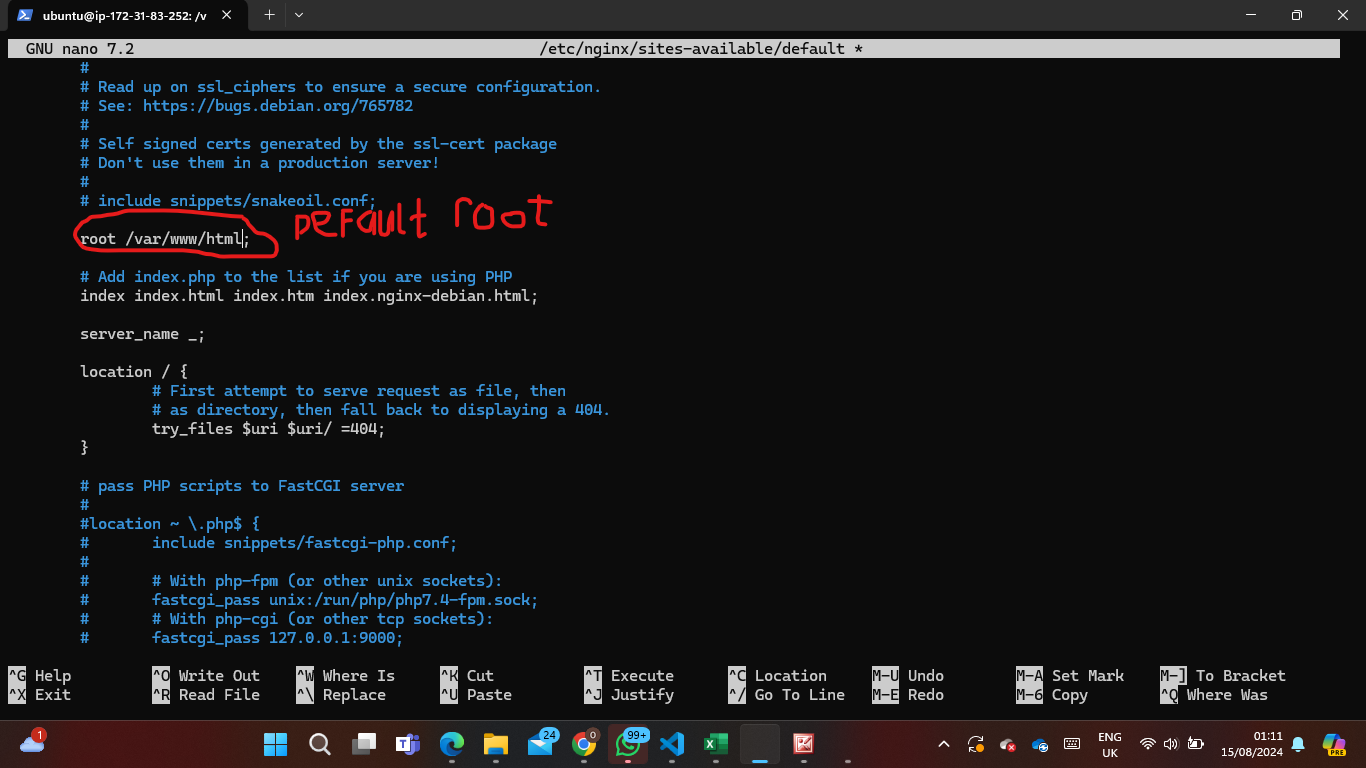 ubuntu@ip-172-31-83-252: /v
GNU nano 7.2 /etc/nginx/sites-available/default *
#
# Read up on ssl_ciphers to ensure a secure configuration.
# See: https://bugs.debian.org/765782
#
# Self signed certs generated by the ssl-cert package
# Don't use them in a production server!
#
# include snippets/snakeoil.conf;
DEFAULT root
root /var/www/html;
# Add index.php to the list if you are using PHP
index index.html index.htm index.nginx-debian.html;
server_name _;
location / {
# First attempt to serve request as file, then
# as directory, then fall back to displaying a 404.
try_files $uri $uri/ =404;
}
# pass PHP scripts to FastCGI server
#
#location ~ \.php$ {
# include snippets/fastcgi-php.conf;
#
# # With php-fpm (or other unix sockets):
# fastcgi_pass unix:/run/php/php7.4-fpm.sock;
# # With php-cgi (or other tcp sockets):
# fastcgi_pass 127.0.0.1:9000;
^G Help ^O Write Out ^W Where Is ^K Cut ^T Execute ^C Location M-U Undo M-A Set Mark M-] To Bracket
^X Exit ^R Read File ^\ Replace ^U Paste ^J Justify ^/ Go To Line M-E Redo M-6 Copy ^Q Where Was
1 24 0 99+ ENG 01:11
UK 15/08/2024 PRE